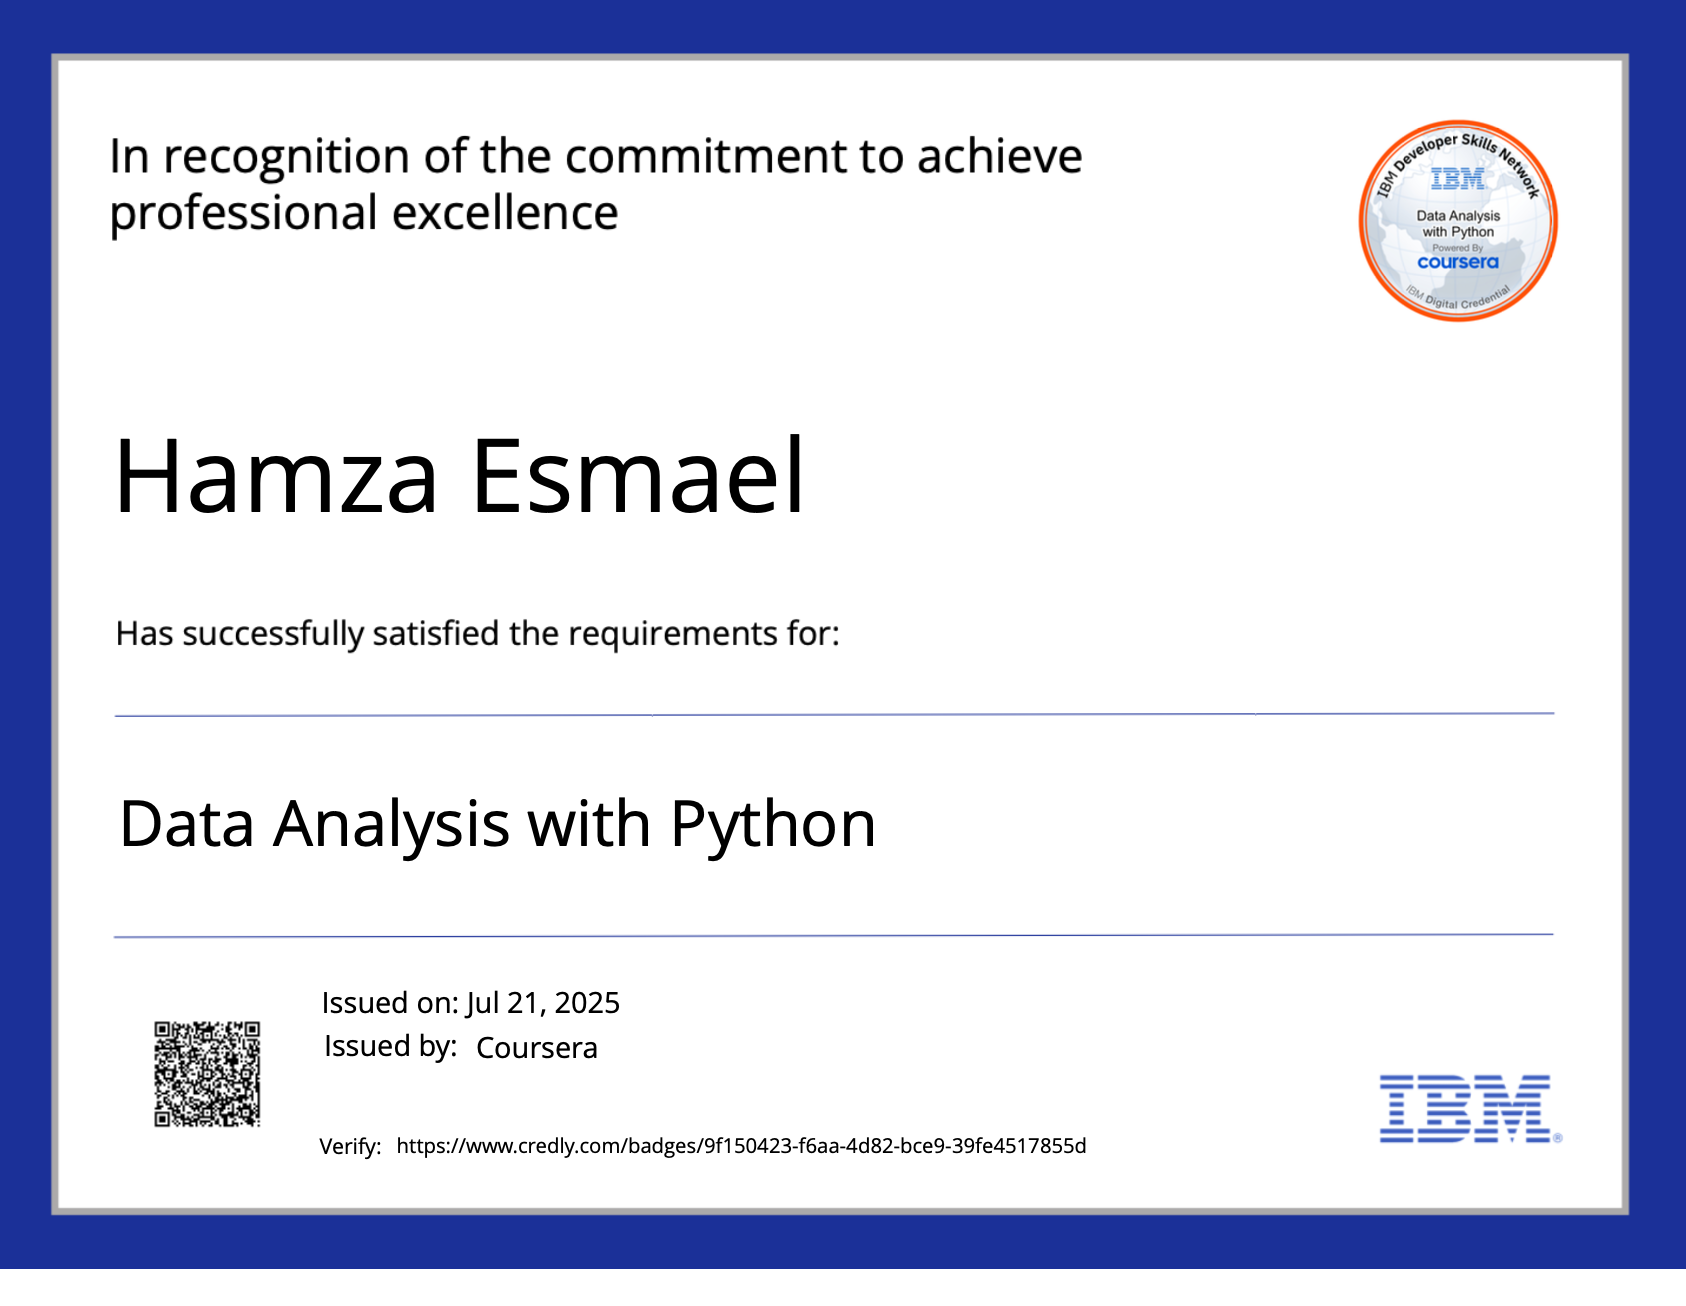 In recognition of the commitment to achieve
professional excellence
IBM Developer Skills Network
IBM
Data Analysis
with Python
Powered By
coursera
IBM Digital Credential
Hamza Esmael
Has successfully satisfied the requirements for:
Data Analysis with Python
Issued on: Jul 21, 2025
Issued by: Coursera
IBM®
Verify: https://www.credly.com/badges/9f150423-f6aa-4d82-bce9-39fe4517855d